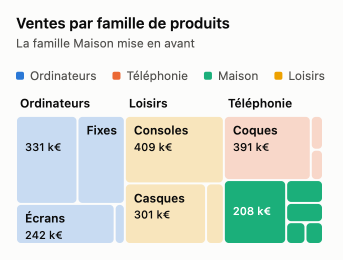 Ventes par famille de produits
La famille Maison mise en avant
Ordinateurs
Téléphonie
Maison
Loisirs
Ordinateurs
Loisirs
Téléphonie
331 k€
Fixes
Consoles
409 k€
Coques
391 k€
Écrans
242 k€
Casques
301 k€
208 k€